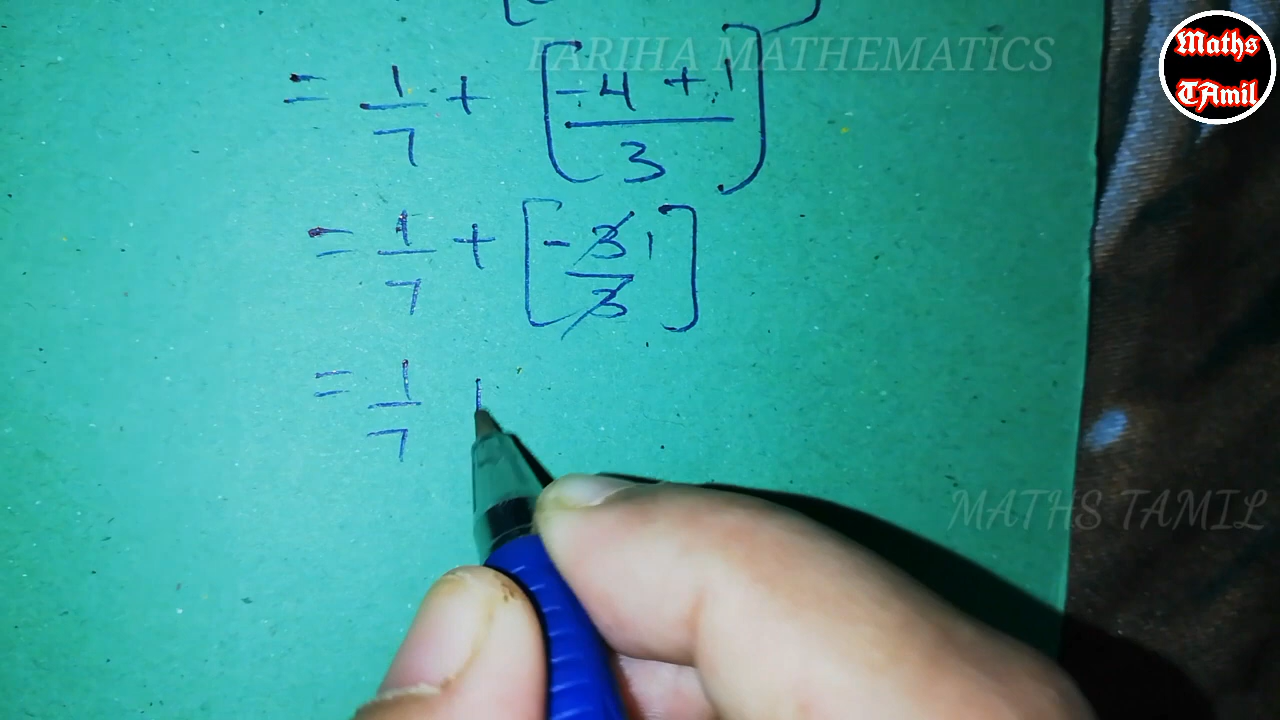 FARIHA MATHEMATICS
Maths
TAmil
= 1/7 + [(-4 + 1)/3]
= 1/7 + [-3/3 1]
= 1/7
MATHS TAMIL